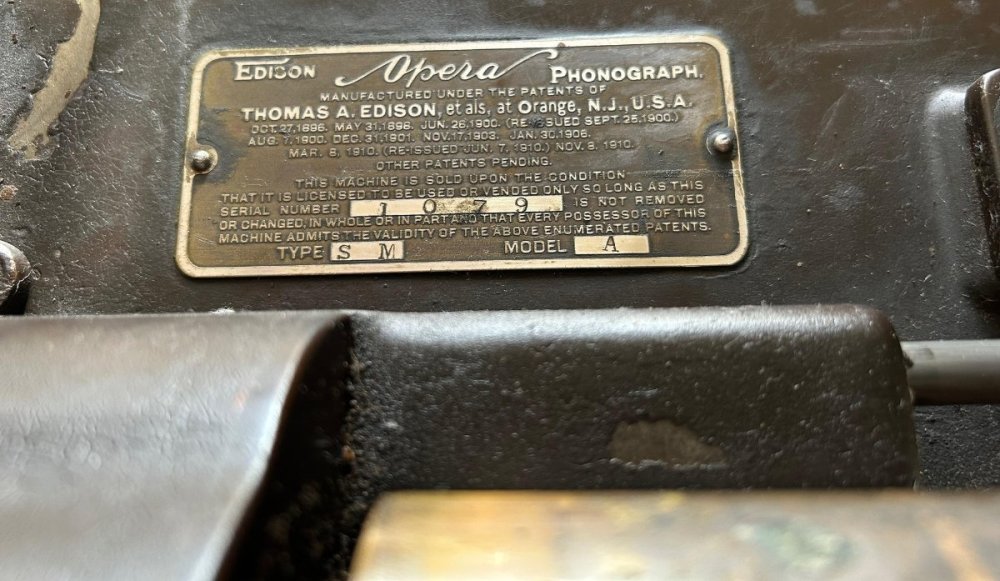 EDISON Opera PHONOGRAPH.
MANUFACTURED UNDER THE PATENTS OF
THOMAS A. EDISON, et als, at Orange, N.J., U.S.A.
OCT. 27, 1896. MAY 31, 1898. JUN. 26, 1900. (RE-ISSUED SEPT. 25, 1900.)
AUG. 7, 1900. DEC. 31, 1901. NOV. 17, 1903. JAN. 30, 1906.
MAR. 8, 1910. (RE-ISSUED JUN. 7, 1910.) NOV. 8, 1910.
OTHER PATENTS PENDING.
THIS MACHINE IS SOLD UPON THE CONDITION
THAT IT IS LICENSED TO BE USED OR VENDED ONLY SO LONG AS THIS
SERIAL NUMBER 1079 IS NOT REMOVED
OR CHANGED, IN WHOLE OR IN PART AND THAT EVERY POSSESSOR OF THIS
MACHINE ADMITS THE VALIDITY OF THE ABOVE ENUMERATED PATENTS.
TYPE S M MODEL A